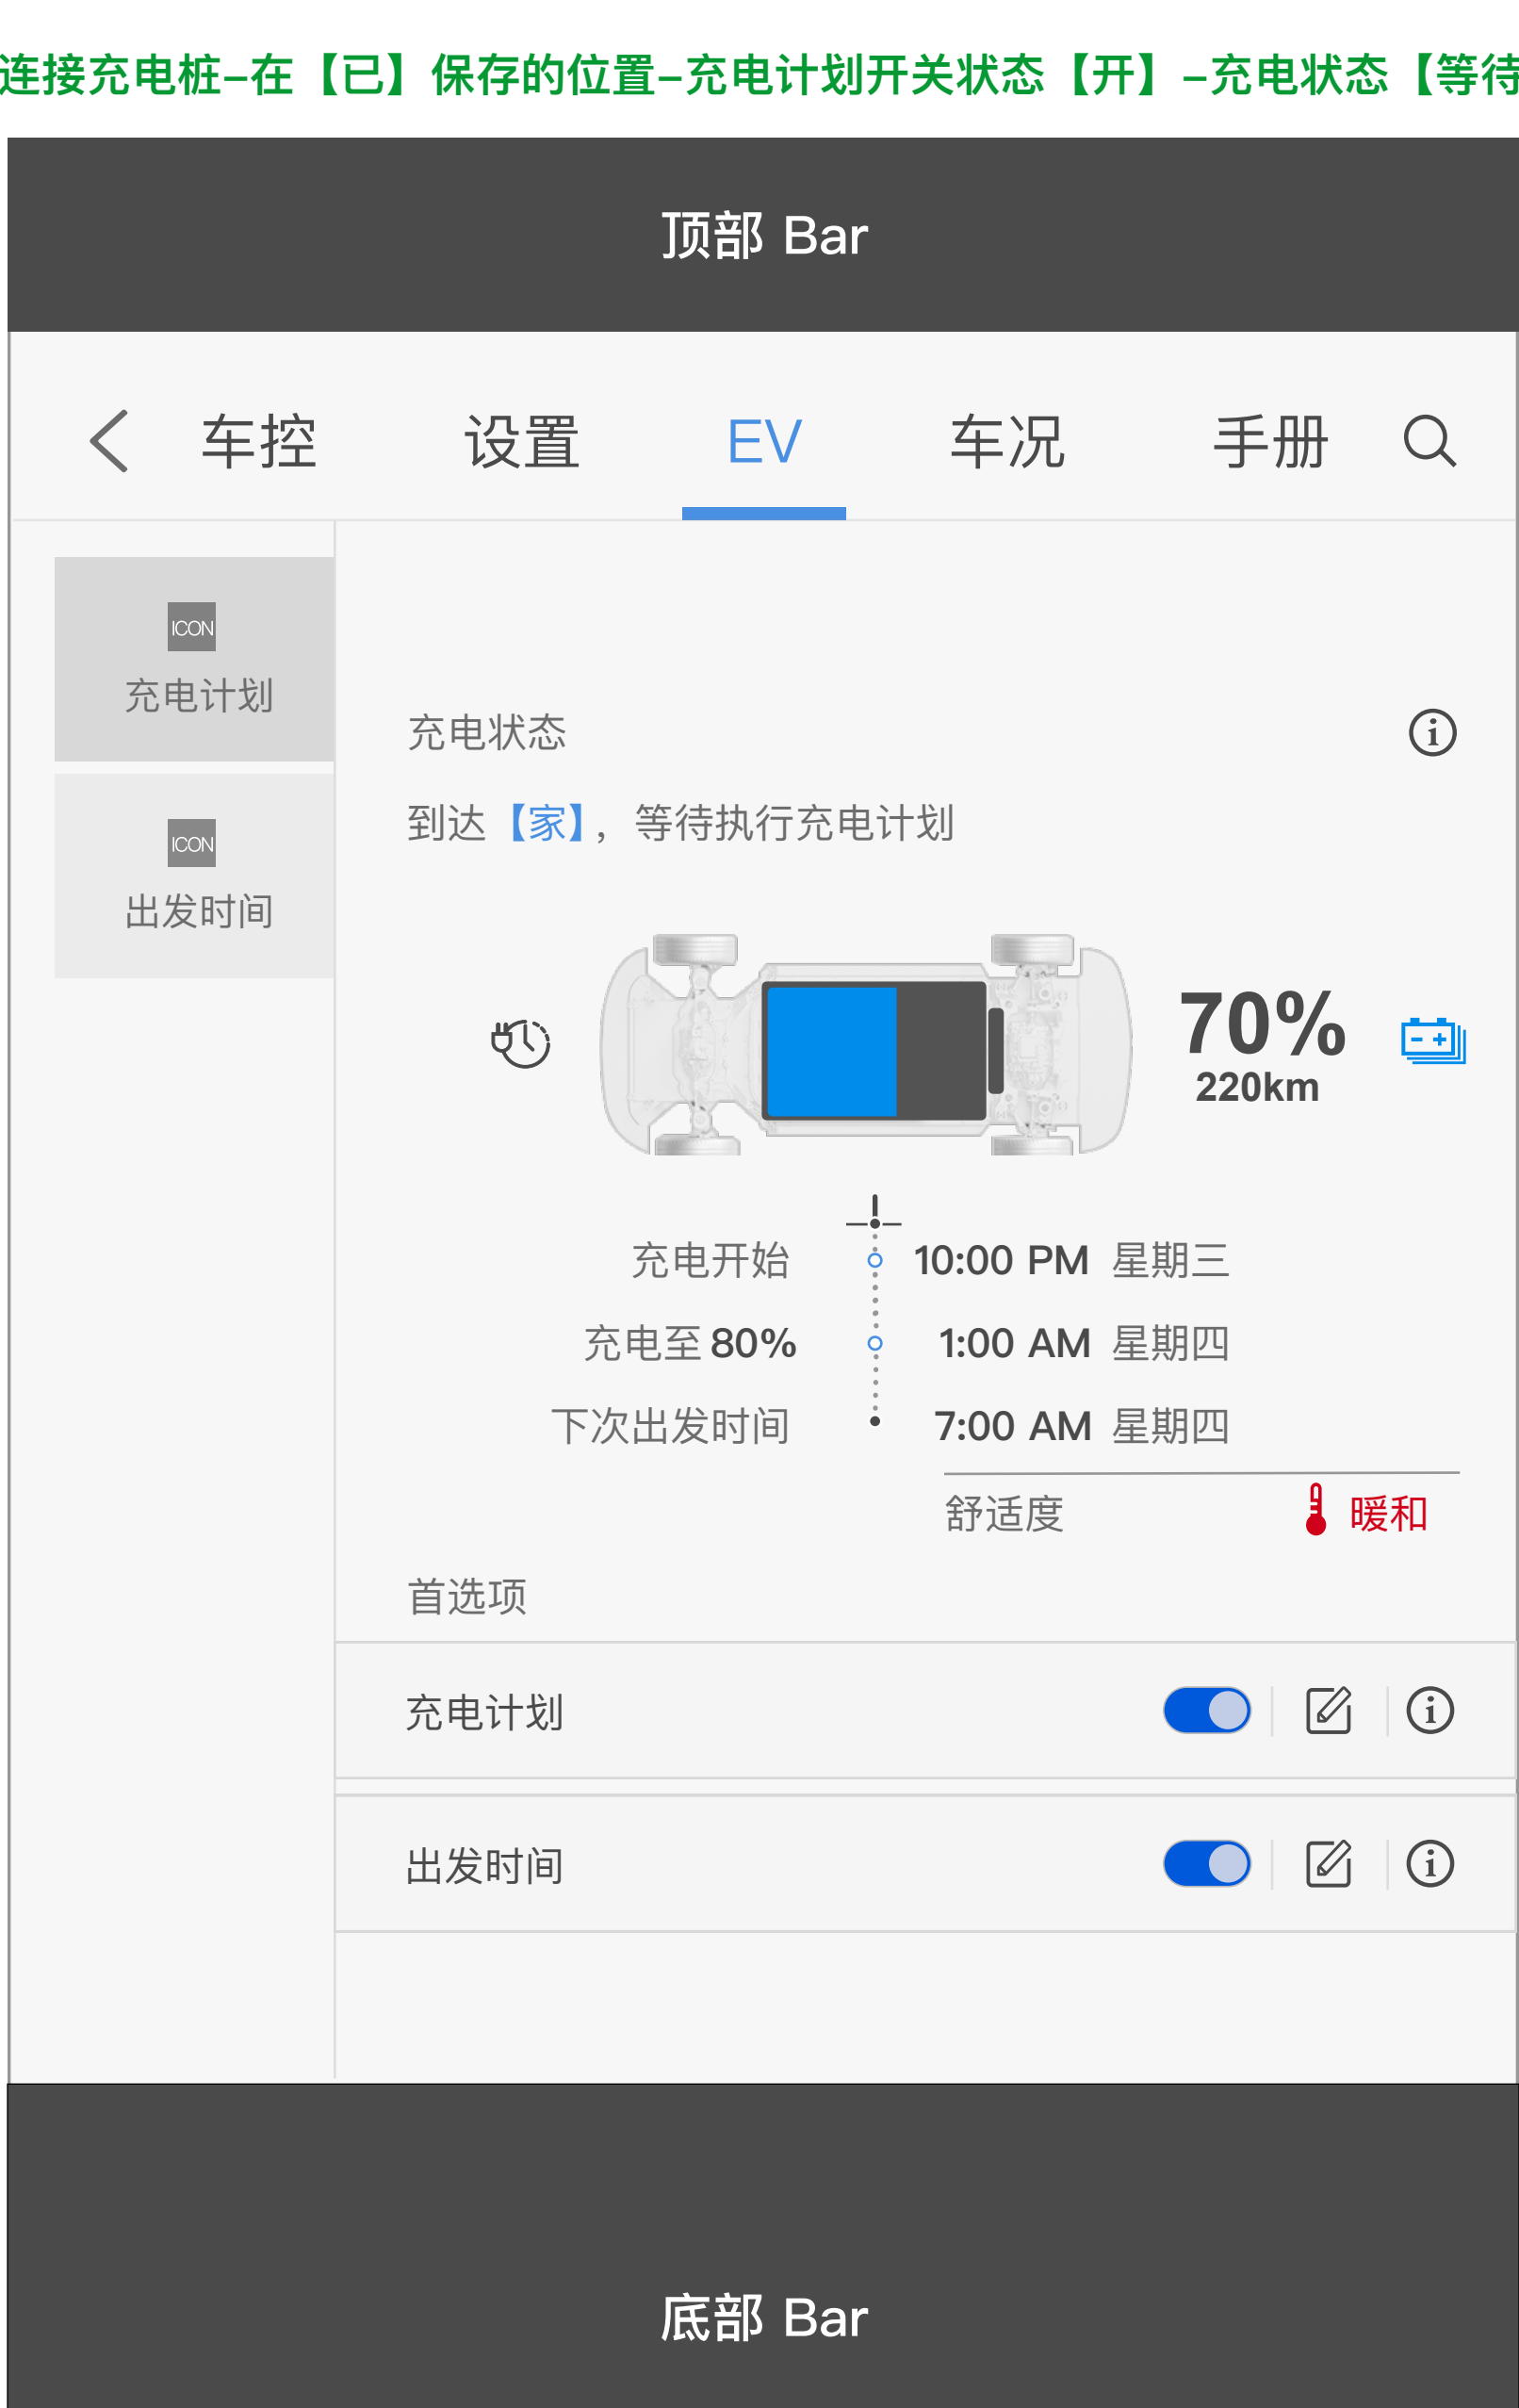 连接充电桩–在【已】保存的位置–充电计划开关状态【开】–充电状态【等待
顶部 Bar
车控 设置 EV 车况 手册
ICON
充电计划
ICON
出发时间
充电状态
到达【家】，等待执行充电计划
70%
220km
充电开始 10:00 PM 星期三
充电至80% 1:00 AM 星期四
下次出发时间 7:00 AM 星期四
舒适度 暖和
首选项
充电计划
出发时间
底部 Bar